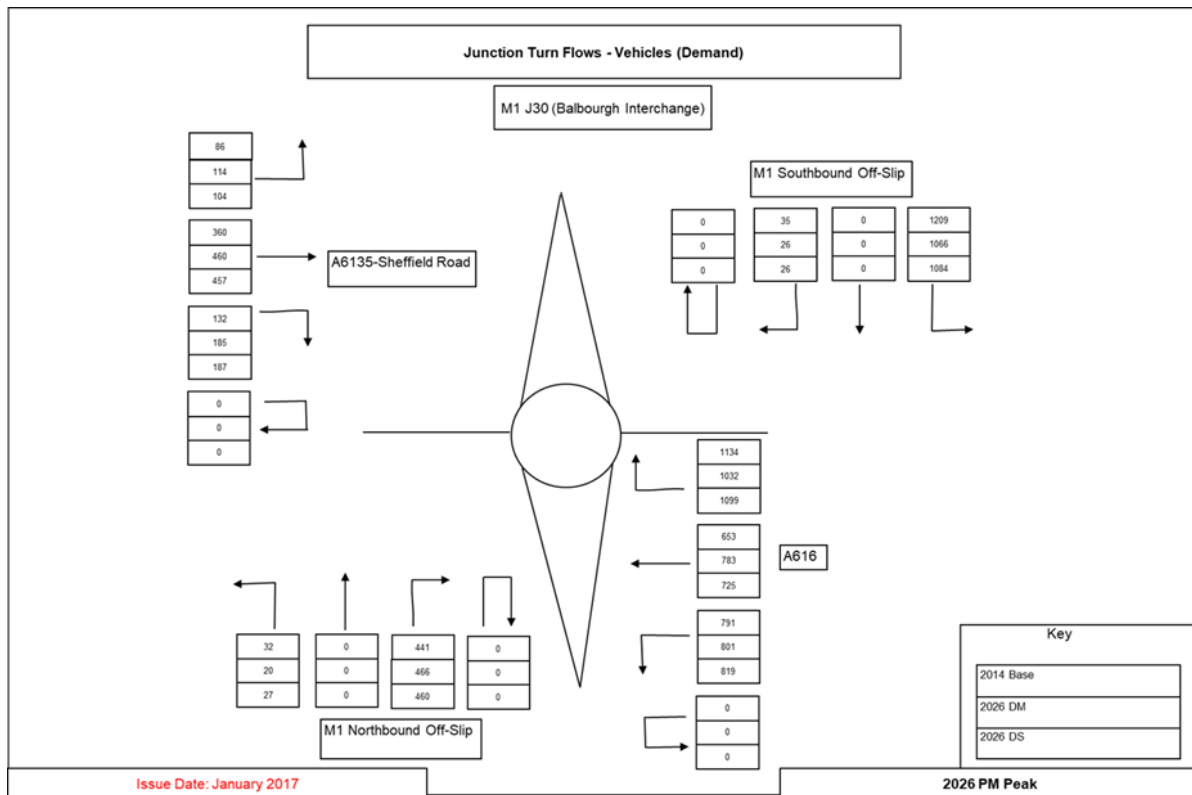 Junction Turn Flows - Vehicles (Demand)
M1 J30 (Balbourgh Interchange)
86
114
104
360
460
457
132
185
187
0
0
0
A6135-Sheffield Road
M1 Southbound Off-Slip
0 35 0 1209
0 26 0 1066
0 26 0 1084
1134
1032
1099
653
783
725
A616
791
801
819
0
0
0
32 0 441 0
20 0 466 0
27 0 460 0
M1 Northbound Off-Slip
Key
2014 Base
2026 DM
2026 DS
Issue Date: January 2017
2026 PM Peak